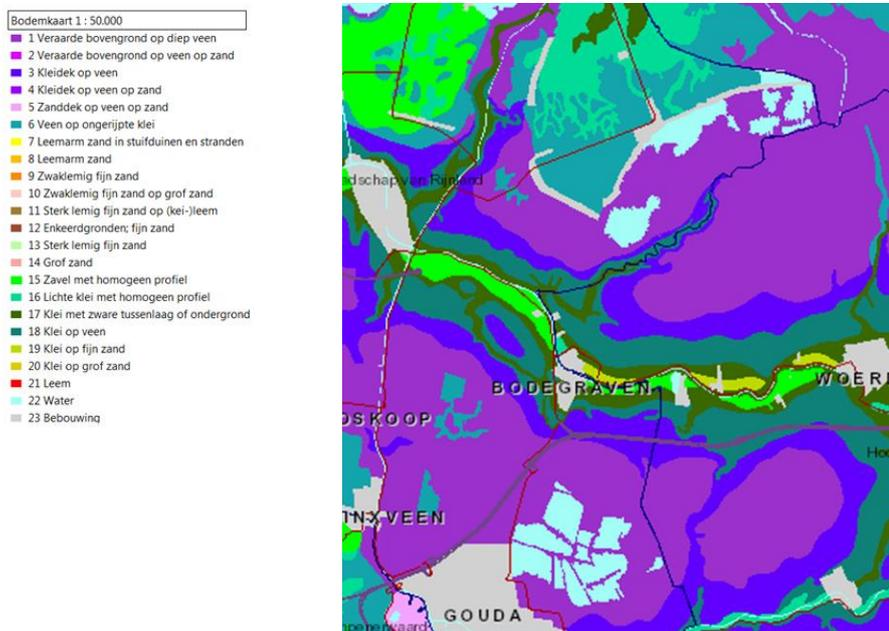 Bodemkaart 1 : 50.000
1 Veraarde bovengrond op diep veen
2 Veraarde bovengrond op veen op zand
3 Kleidek op veen
4 Kleidek op veen op zand
5 Zanddek op veen op zand
6 Veen op ongerijpte klei
7 Leemarm zand in stuifduinen en stranden
8 Leemarm zand
9 Zwaklemig fijn zand
10 Zwaklemig fijn zand op grof zand
11 Sterk lemig fijn zand op (kei-)leem
12 Enkeerdgronden; fijn zand
13 Sterk lemig fijn zand
14 Grof zand
15 Zavel met homogeen profiel
16 Lichte klei met homogeen profiel
17 Klei met zware tussenlaag of ondergrond
18 Klei op veen
19 Klei op fijn zand
20 Klei op grof zand
21 Leem
22 Water
23 Bebouwing
dschap van Rijnland
BODEGRAVEN
WOER
OSKOOP
Hoe
INXVEEN
GOUDA